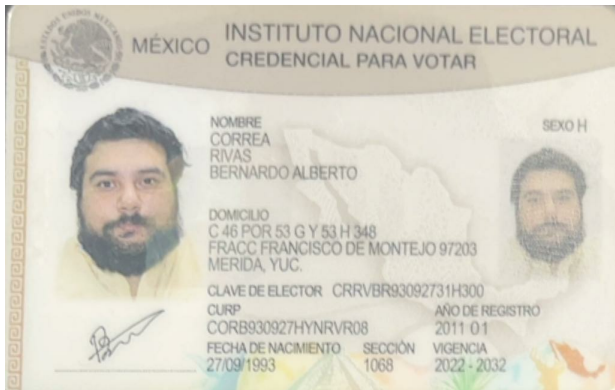 MÉXICO
INSTITUTO NACIONAL ELECTORAL
CREDENCIAL PARA VOTAR
NOMBRE
CORREA
RIVAS
BERNARDO ALBERTO
SEXO H
DOMICILIO
C 46 POR 53 G Y 53 H 348
FRACC FRANCISCO DE MONTEJO 97203
MERIDA, YUC.
CLAVE DE ELECTOR CRRVBR93092731H300
CURP
CORB930927HYNRVR08
AÑO DE REGISTRO
2011 01
FECHA DE NACIMIENTO
27/09/1993
SECCIÓN
1068
VIGENCIA
2022 - 2032